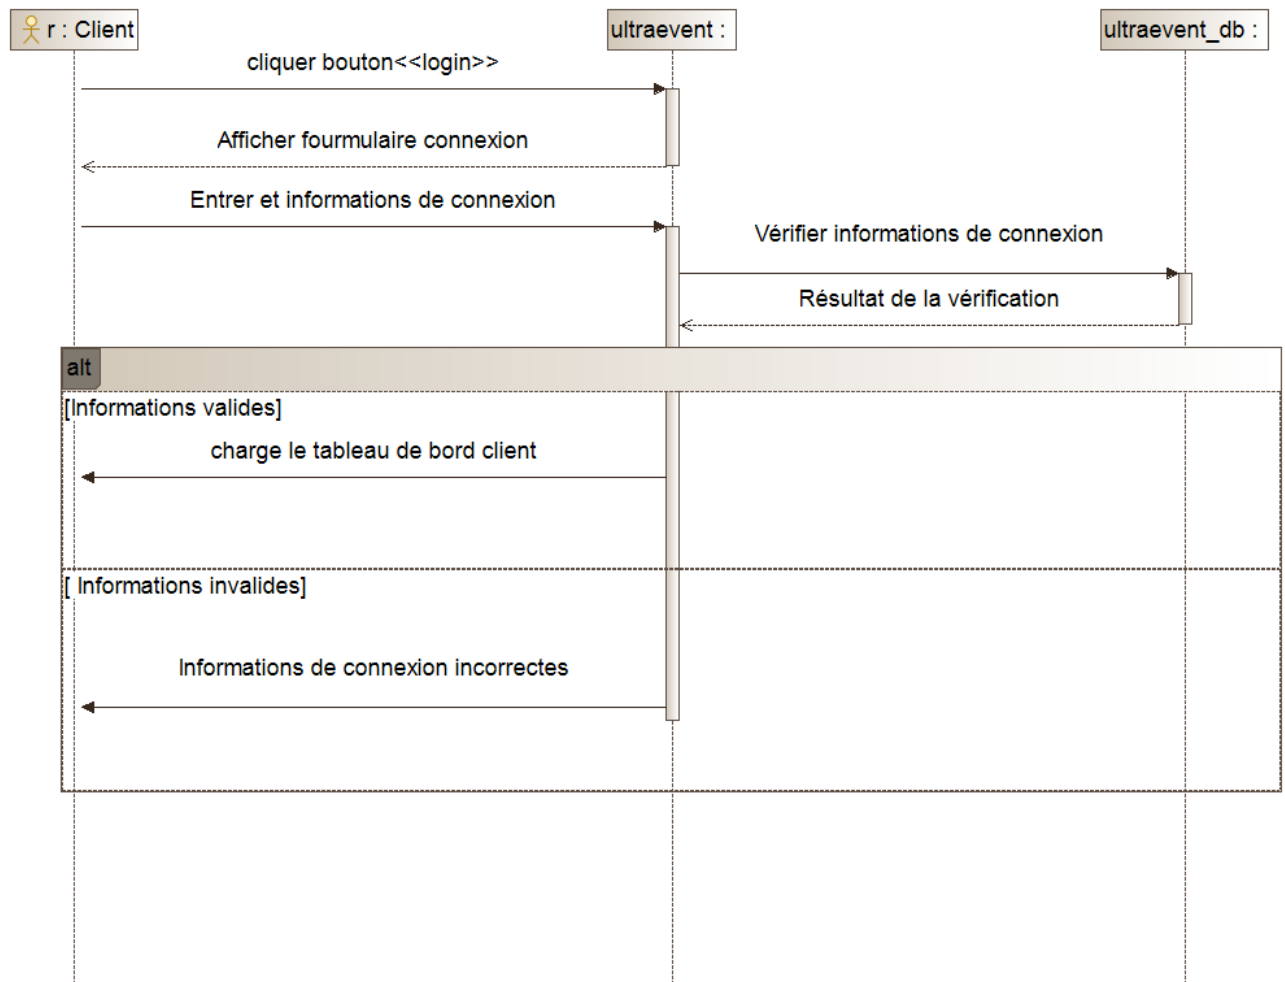 r : Client
ultraevent :
ultraevent_db :
cliquer bouton<<login>>
Afficher fourmulaire connexion
Entrer et informations de connexion
Vérifier informations de connexion
Résultat de la vérification
alt
[Informations valides]
charge le tableau de bord client
[ Informations invalides]
Informations de connexion incorrectes